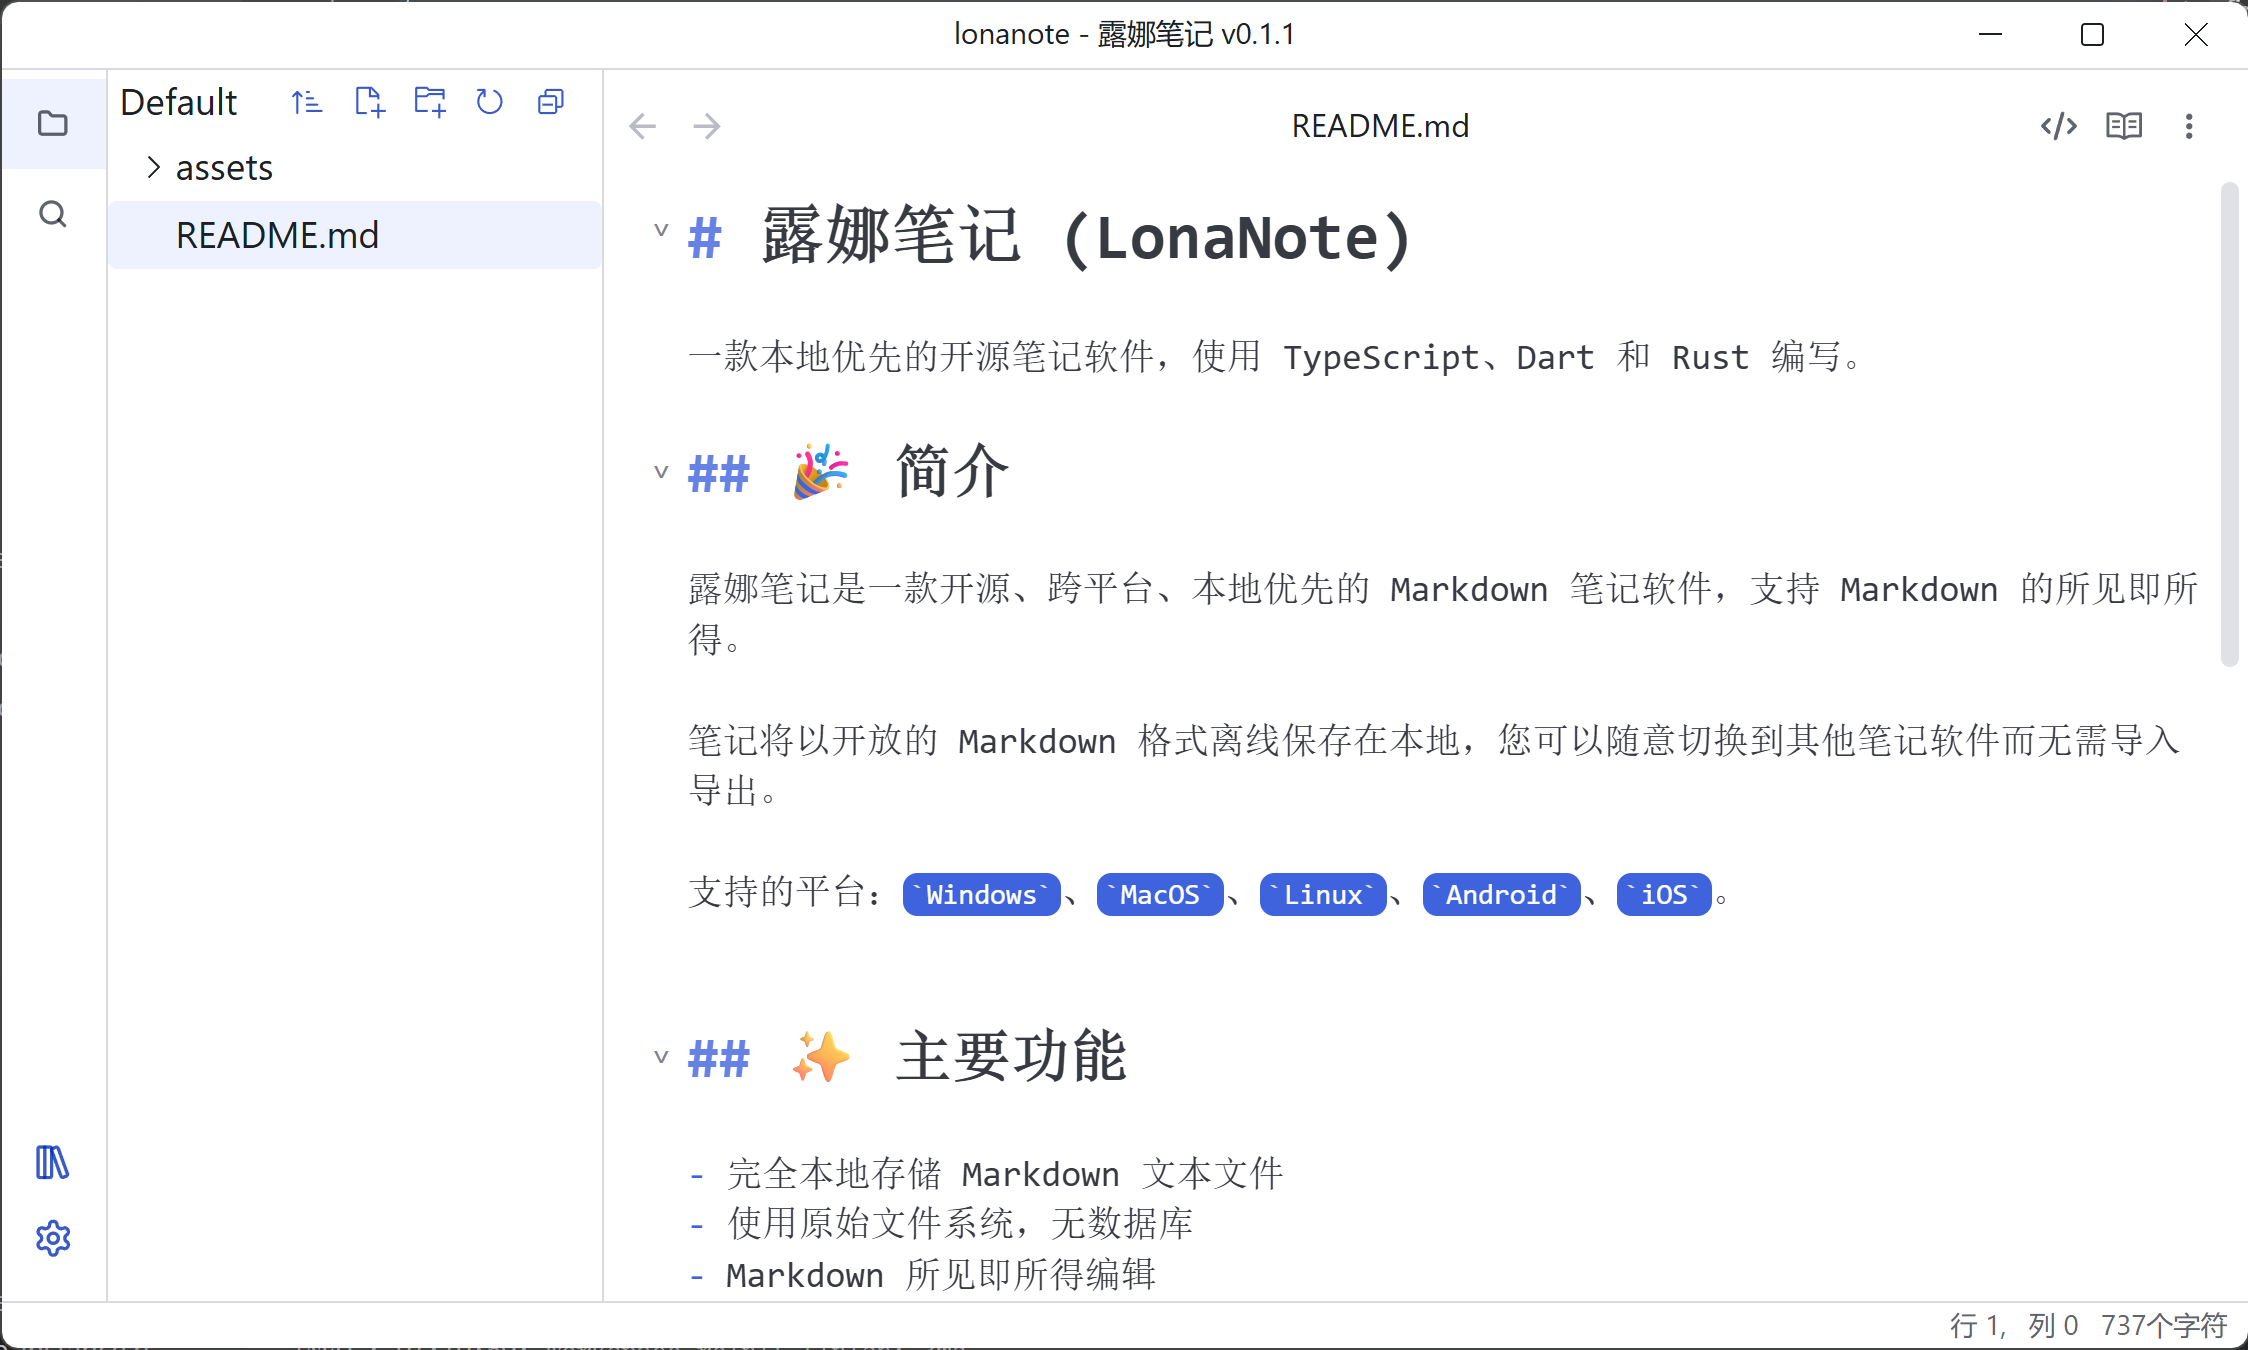 lonanote - 露娜笔记 v0.1.1
Default
assets
README.md
README.md
# 露娜笔记 (LonaNote)
一款本地优先的开源笔记软件，使用 TypeScript、Dart 和 Rust 编写。
## 🎉 简介
露娜笔记是一款开源、跨平台、本地优先的 Markdown 笔记软件，支持 Markdown 的所见即所
得。
笔记将以开放的 Markdown 格式离线保存在本地，您可以随意切换到其他笔记软件而无需导入
导出。
支持的平台：`Windows`、`MacOS`、`Linux`、`Android`、`iOS`。
## ✨ 主要功能
- 完全本地存储 Markdown 文本文件
- 使用原始文件系统，无数据库
- Markdown 所见即所得编辑
行 1, 列 0 737个字符